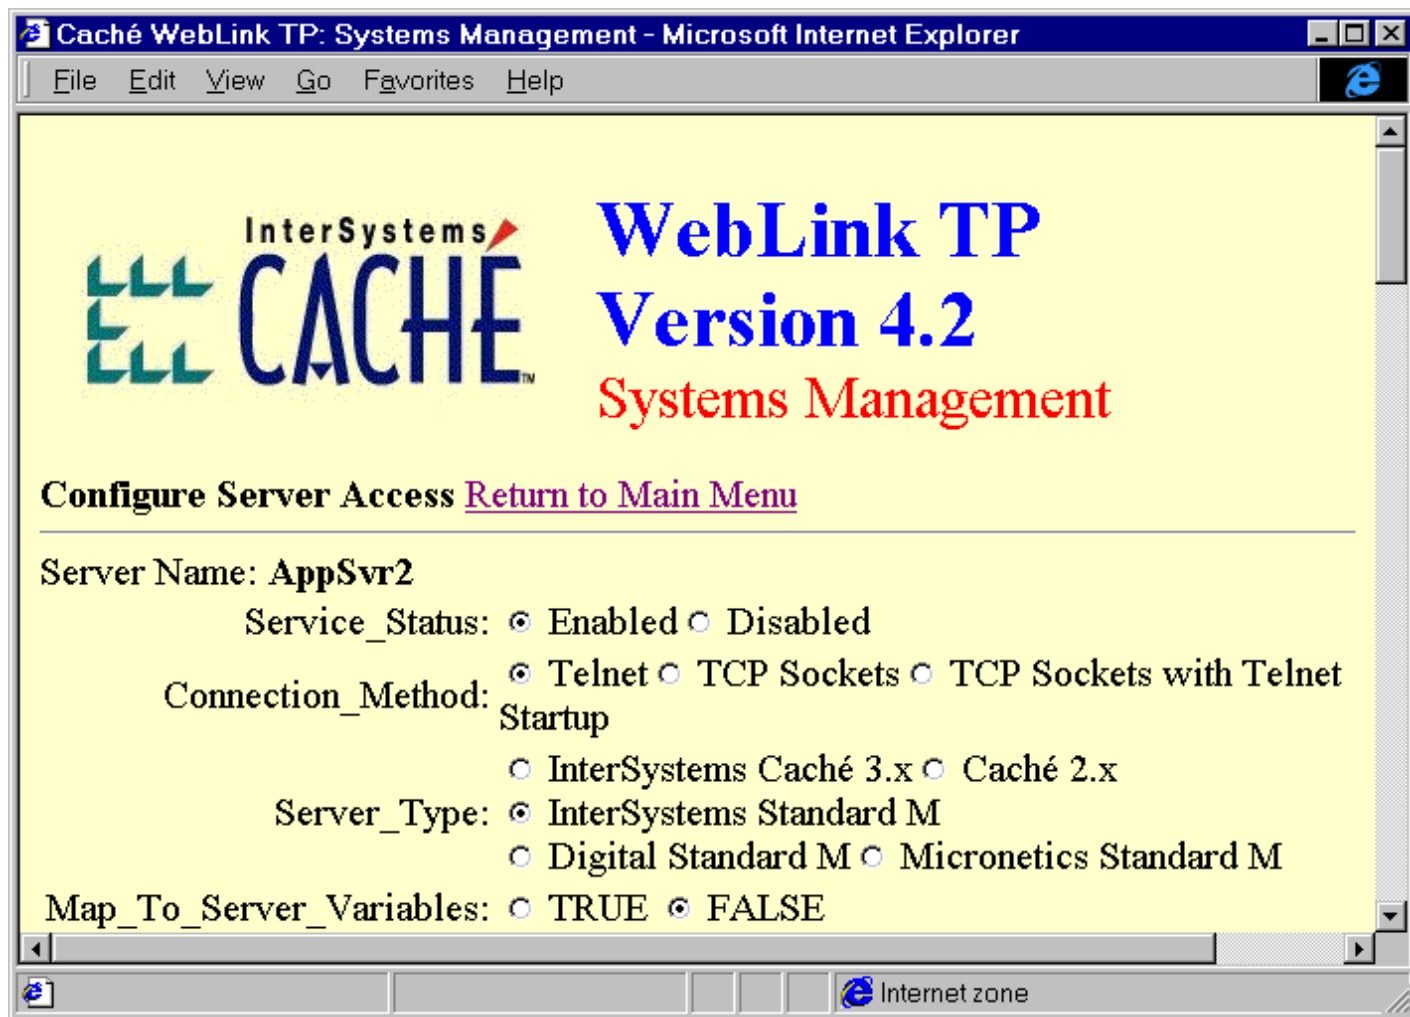 Caché WebLink TP: Systems Management - Microsoft Internet Explorer
File Edit View Go Favorites Help
InterSystems
CACHÉ
TM
WebLink TP
Version 4.2
Systems Management
Configure Server Access Return to Main Menu
Server Name: AppSvr2
Service_Status: Enabled Disabled
Connection_Method: Telnet TCP Sockets TCP Sockets with Telnet
Startup
InterSystems Caché 3.x Caché 2.x
Server_Type: InterSystems Standard M
Digital Standard M Micronetics Standard M
Map_To_Server_Variables: TRUE FALSE
Internet zone